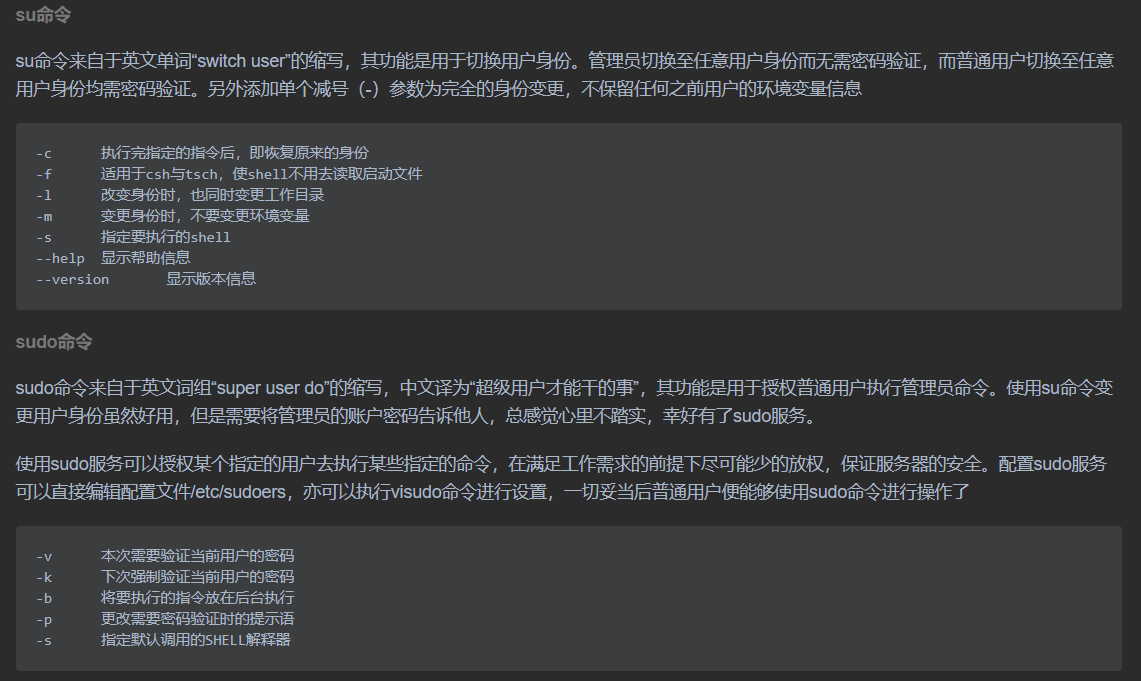 su命令
su命令来自于英文单词“switch user”的缩写，其功能是用于切换用户身份。管理员切换至任意用户身份而无需密码验证，而普通用户切换至任意
用户身份均需密码验证。另外添加单个减号（-）参数为完全的身份变更，不保留任何之前用户的环境变量信息
-c 执行完指定的指令后，即恢复原来的身份
-f 适用于csh与tsch，使shell不用去读取启动文件
-l 改变身份时，也同时变更工作目录
-m 变更身份时，不要变更环境变量
-s 指定要执行的shell
--help 显示帮助信息
--version 显示版本信息
sudo命令
sudo命令来自于英文词组“super user do”的缩写，中文译为“超级用户才能干的事”，其功能是用于授权普通用户执行管理员命令。使用su命令变
更用户身份虽然好用，但是需要将管理员的账户密码告诉他人，总感觉心里不踏实，幸好有了sudo服务。
使用sudo服务可以授权某个指定的用户去执行某些指定的命令，在满足工作需求的前提下尽可能少的放权，保证服务器的安全。配置sudo服务
可以直接编辑配置文件/etc/sudoers，亦可以执行visudo命令进行设置，一切妥当后普通用户便能够使用sudo命令进行操作了
-v 本次需要验证当前用户的密码
-k 下次强制验证当前用户的密码
-b 将要执行的指令放在后台执行
-p 更改需要密码验证时的提示语
-s 指定默认调用的SHELL解释器